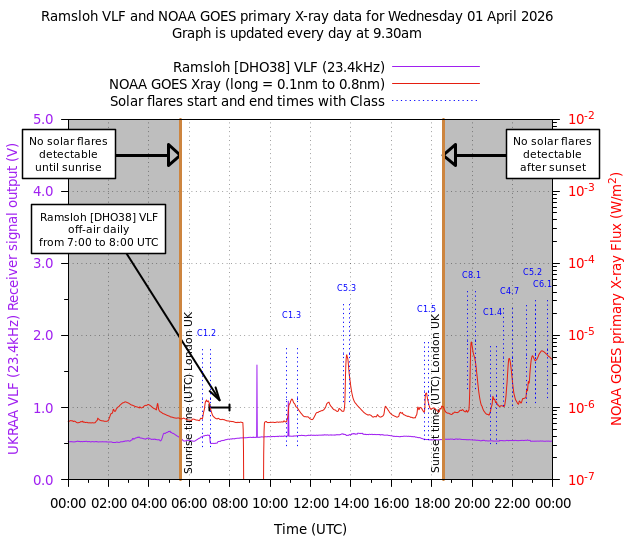 Ramsloh VLF and NOAA GOES primary X-ray data for Wednesday 01 April 2026
Graph is updated every day at 9.30am
Ramsloh [DHO38] VLF (23.4kHz)
NOAA GOES Xray (long = 0.1nm to 0.8nm)
Solar flares start and end times with Class
5.0
4.0
3.0
2.0
1.0
0.0
UKRAA VLF (23.4kHz) Receiver signal output (V)
10-2
10-3
10-4
10-5
10-6
10-7
NOAA GOES primary X-ray Flux (W/m2)
No solar flares
detectable
until sunrise
No solar flares
detectable
after sunset
Ramsloh [DHO38] VLF
off-air daily
from 7:00 to 8:00 UTC
Sunrise time (UTC) London UK
Sunset time (UTC) London UK
C1.2
C1.3
C5.3
C1.5
C8.1
C1.4
C4.7
C5.2
C6.1
00:00 02:00 04:00 06:00 08:00 10:00 12:00 14:00 16:00 18:00 20:00 22:00 00:00
Time (UTC)